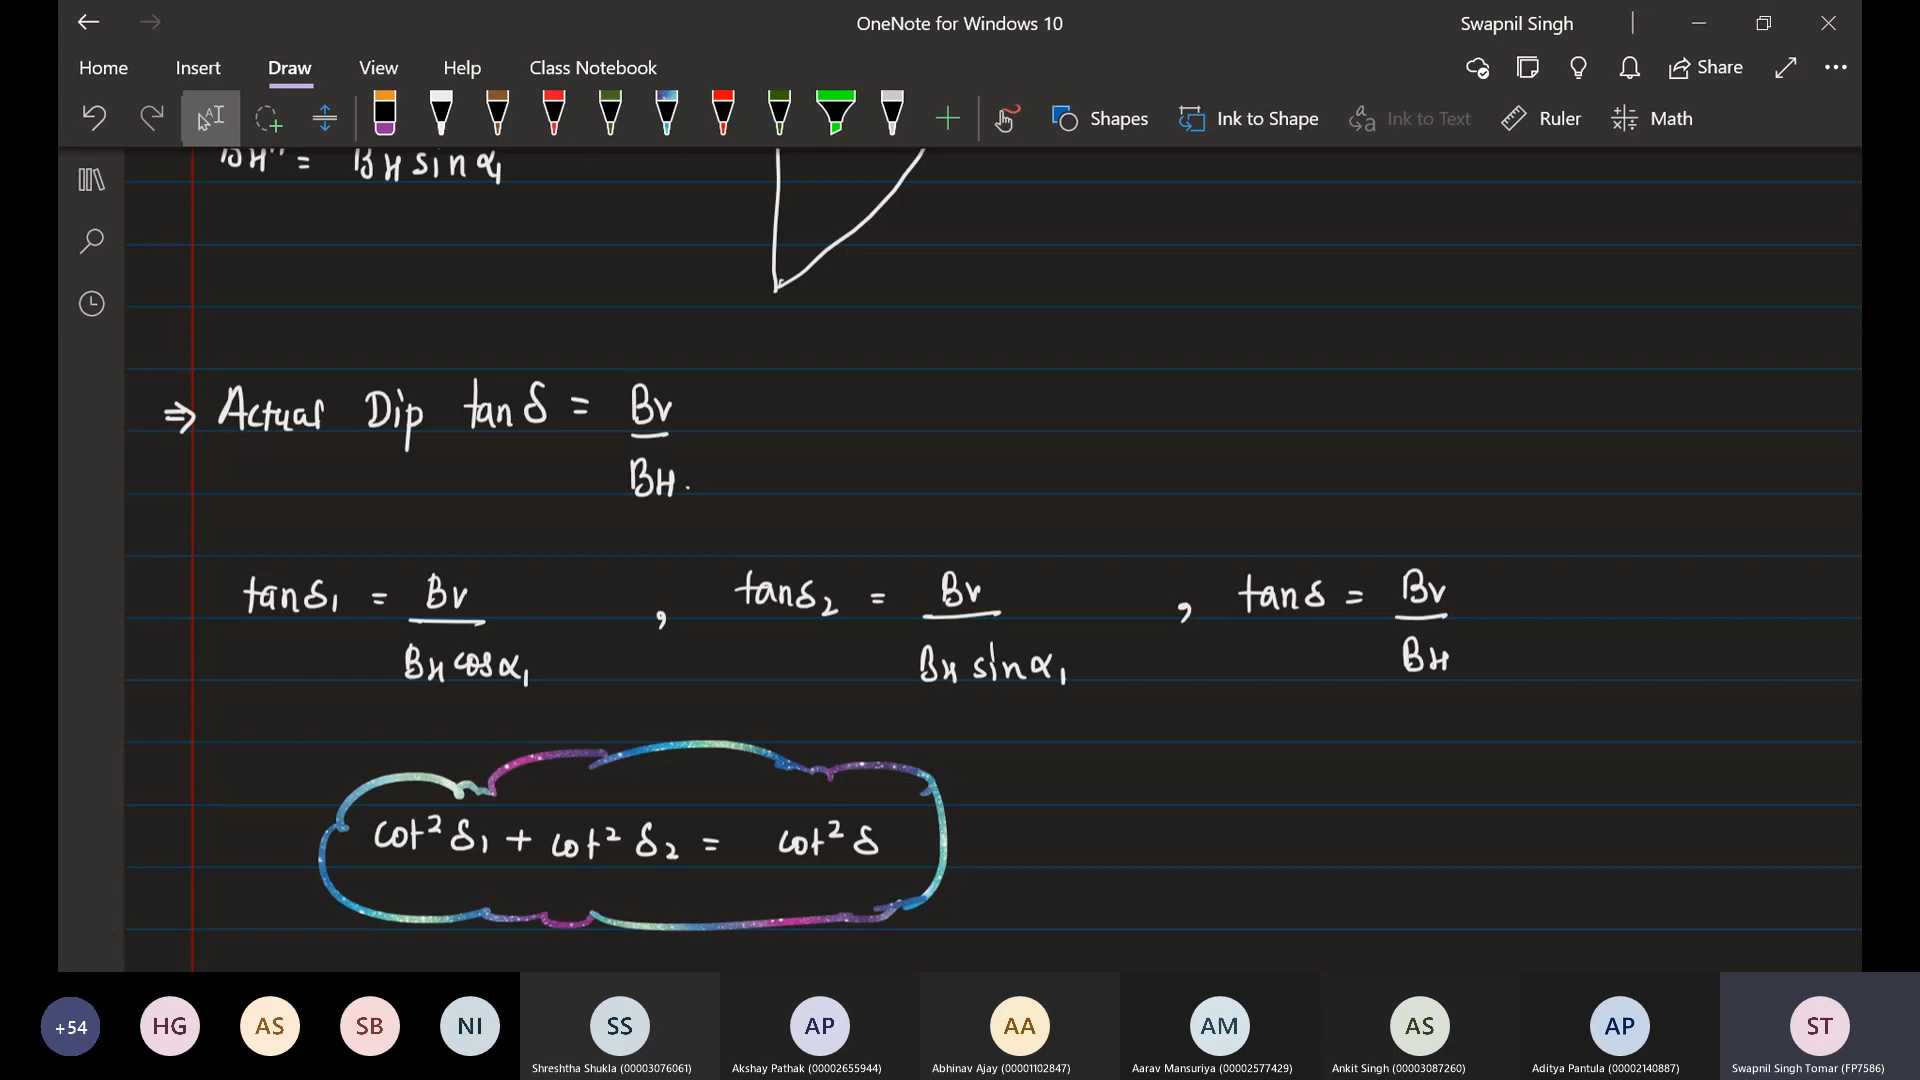 OneNote for Windows 10
Swapnil Singh
Home Insert Draw View Help Class Notebook
Share
Shapes Ink to Shape Ink to Text Ruler Math
BH" = BH sin α1
⇒ Actual Dip tan δ = Bv
BH.
tan δ1 = Bv , tan δ2 = Bv , tan δ = Bv
BH cos α1 BH sin α1 BH
cot² δ1 + cot² δ2 = cot² δ
+54 HG AS SB NI SS AP AA AM AS AP ST
Shreshtha Shukla (00003076061) Akshay Pathak (00002655944) Abhinav Ajay (00001102847) Aarav Mansuriya (00002577429) Ankit Singh (00003087260) Aditya Pantula (00002140887) Swapnil Singh Tomar (FP7586)